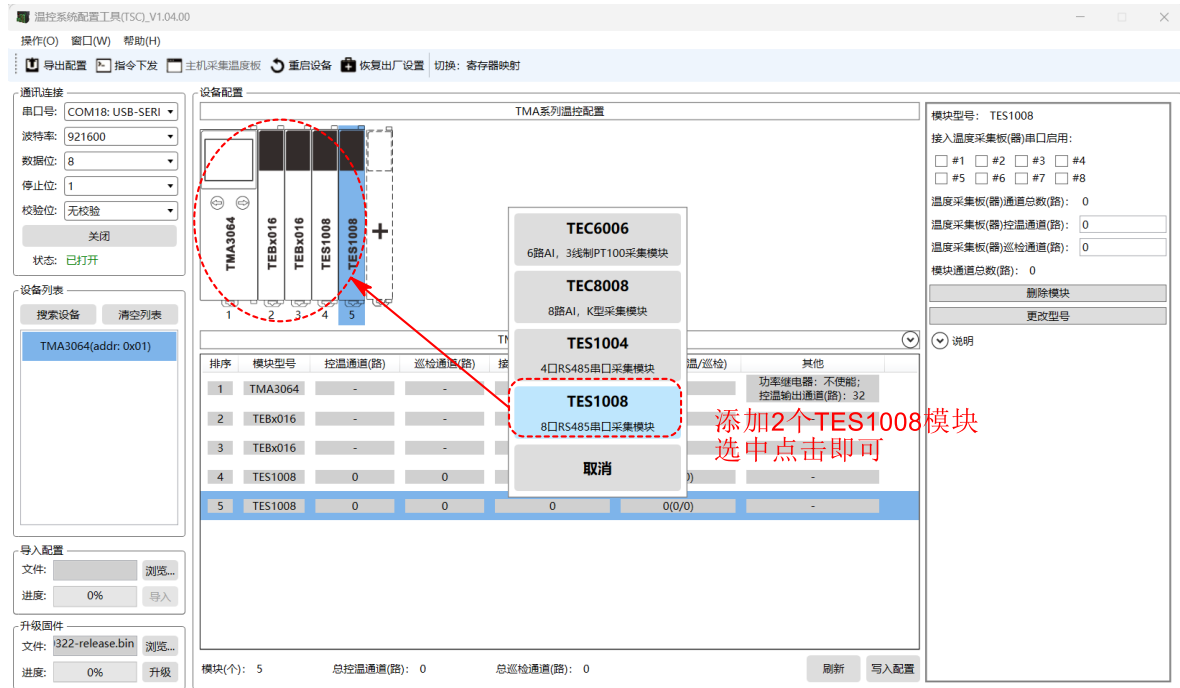 温控系统配置工具(TSC)_V1.04.00
操作(O) 窗口(W) 帮助(H)
导出配置 指令下发 主机采集温度板 重启设备 恢复出厂设置 切换：寄存器映射
通讯连接
串口号： COM18: USB-SERI
波特率： 921600
数据位： 8
停止位： 1
校验位： 无校验
关闭
状态： 已打开
设备列表
搜索设备 清空列表
TMA3064(addr: 0x01)
导入配置
文件: 浏览...
进度: 0% 导入
升级固件
文件: 322-release.bin 浏览...
进度: 0% 升级
设备配置
TMA系列温控配置
TMA3064 TEBx016 TEBx016 TES1008 TES1008 +
1 2 3 4 5
TEC6006
6路AI，3线制PT100采集模块
TEC8008
8路AI，K型采集模块
TES1004
4口RS485串口采集模块
TES1008
8口RS485串口采集模块
取消
添加2个TES1008模块
选中点击即可
排序 模块型号 控温通道(路) 巡检通道(路) 其他
1 TMA3064 - - 功率继电器：不使能; 控温输出通道(路)：32
2 TEBx016 - - -
3 TEBx016 - - -
4 TES1008 0 0 -
5 TES1008 0 0 0 0(0/0) -
模块(个)： 5 总控温通道(路)： 0 总巡检通道(路)： 0 刷新 写入配置
模块型号： TES1008
接入温度采集板(器)串口启用：
#1 #2 #3 #4
#5 #6 #7 #8
温度采集板(器)通道总数(路)： 0
温度采集板(器)控温通道(路)： 0
温度采集板(器)巡检通道(路)： 0
模块通道总数(路)： 0
删除模块
更改型号
说明